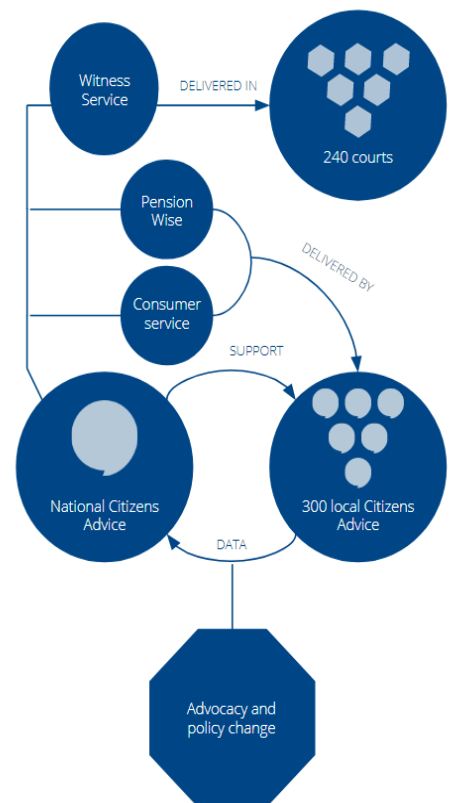 Witness
Service
DELIVERED IN
240 courts
Pension
Wise
Consumer
service
DELIVERED BY
SUPPORT
National Citizens
Advice
300 local Citizens
Advice
DATA
Advocacy and
policy change